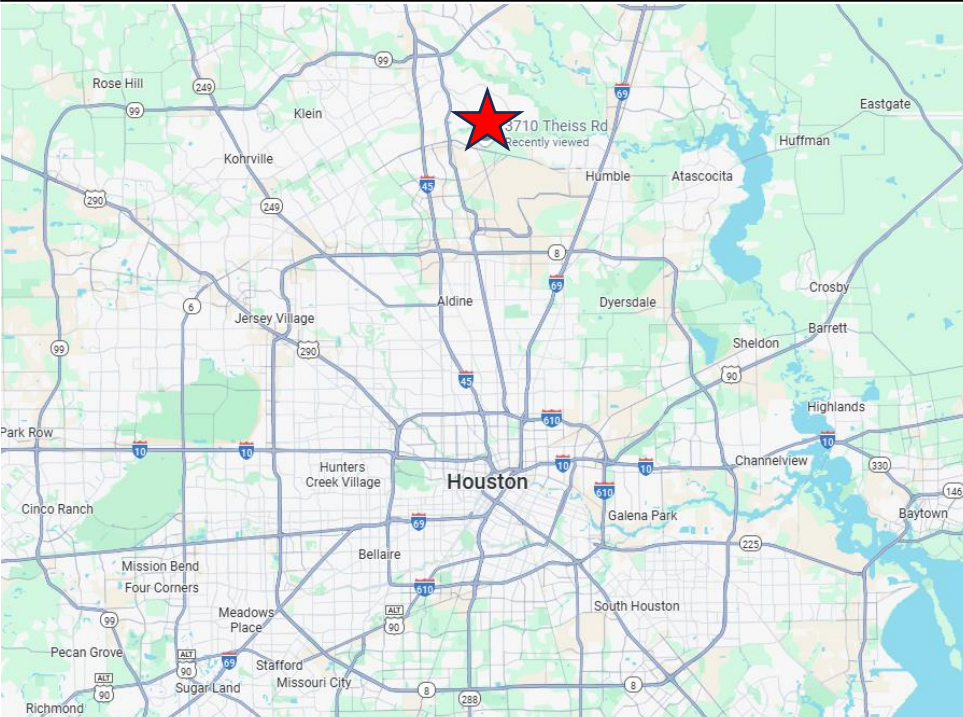 99
Rose Hill
249
69
Eastgate
99
Klein
3710 Theiss Rd
Recently viewed
Huffman
Kohrville
45
Humble
Atascocita
290
249
8
69
Crosby
6
Aldine
Dyersdale
Jersey Village
Barrett
99
290
Sheldon
45
90
Highlands
610
Park Row
10
10
10
10
10
Hunters
Creek Village
Channelview
330
Houston
610
146
Cinco Ranch
69
Galena Park
Baytown
225
Bellaire
Mission Bend
Four Corners
610
South Houston
Meadows
Place
ALT
90
99
Pecan Grove
ALT
90
69
Stafford
Missouri City
ALT
90
Sugar Land
8
8
288
Richmond